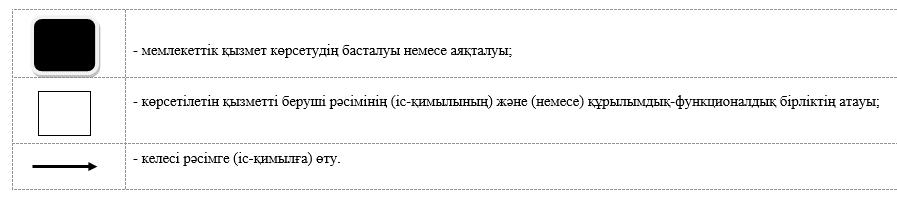 - мемлекеттік қызмет көрсетудің басталуы немесе аяқталуы;
- көрсетілетін қызметті беруші рәсімінің (іс-қимылының) және (немесе) құрылымдық-функционалдық бірліктің атауы;
- келесі рәсімге (іс-қимылға) өту.